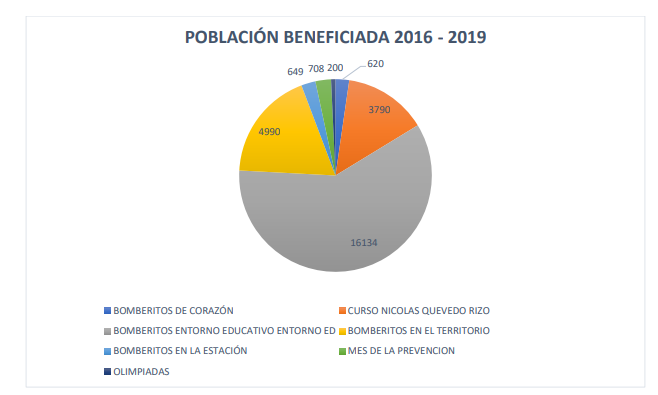 POBLACIÓN BENEFICIADA 2016 - 2019
649 708 200 620
3790
4990
16134
BOMBERITOS DE CORAZÓN CURSO NICOLAS QUEVEDO RIZO
BOMBERITOS ENTORNO EDUCATIVO ENTORNO ED BOMBERITOS EN EL TERRITORIO
BOMBERITOS EN LA ESTACIÓN MES DE LA PREVENCION
OLIMPIADAS